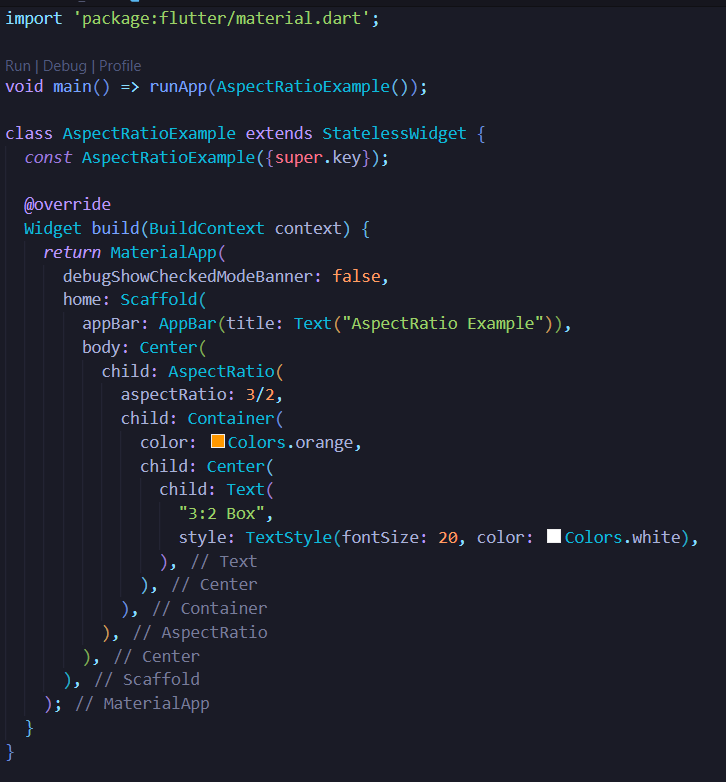 import 'package:flutter/material.dart';
Run | Debug | Profile
void main() => runApp(AspectRatioExample());
class AspectRatioExample extends StatelessWidget {
  const AspectRatioExample({super.key});
  @override
  Widget build(BuildContext context) {
    return MaterialApp(
      debugShowCheckedModeBanner: false,
      home: Scaffold(
        appBar: AppBar(title: Text("AspectRatio Example")),
        body: Center(
          child: AspectRatio(
            aspectRatio: 3/2,
            child: Container(
              color: Colors.orange,
              child: Center(
                child: Text(
                  "3:2 Box",
                  style: TextStyle(fontSize: 20, color: Colors.white),
                ), // Text
              ), // Center
            ), // Container
          ), // AspectRatio
        ), // Center
      ), // Scaffold
    ); // MaterialApp
  }
}